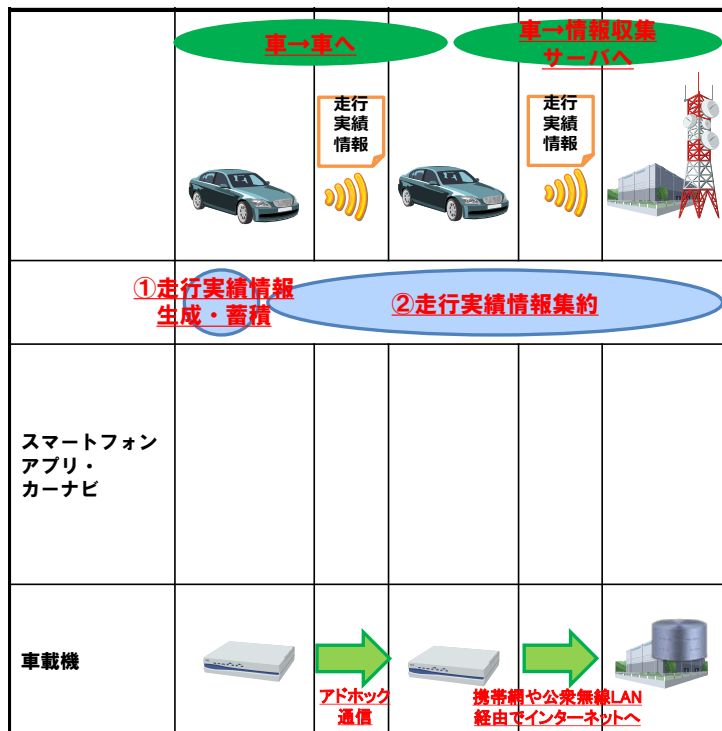 車→車へ
車→情報収集
サーバへ
走行
実績
情報
走行
実績
情報
①走行実績情報
生成・蓄積
②走行実績情報集約
スマートフォン
アプリ・
カーナビ
車載機
アドホック
通信
携帯網や公衆無線LAN
経由でインターネットへ